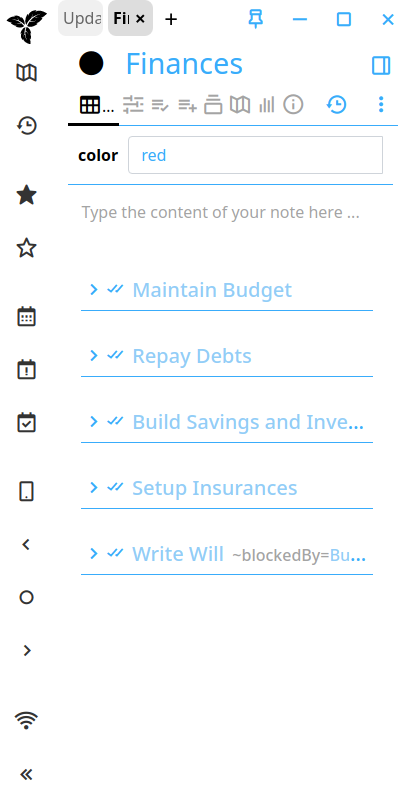 Upda
Fi
Finances
...
color
red
Type the content of your note here ...
Maintain Budget
Repay Debts
Build Savings and Inve...
Setup Insurances
Write Will ~blockedBy=Bu...